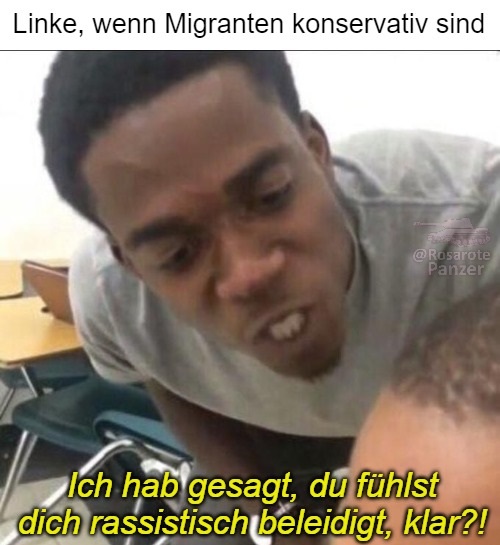 Linke, wenn Migranten konservativ sind
@Rosarote
Panzer
Ich hab gesagt, du fühlst
dich rassistisch beleidigt, klar?!